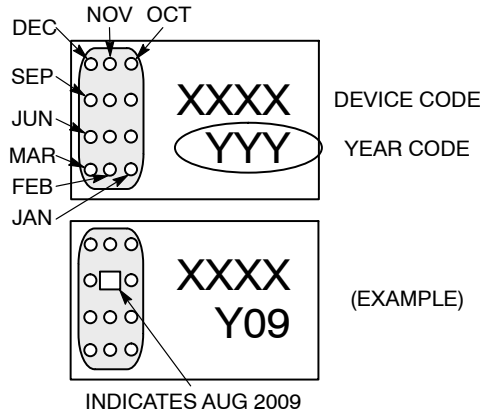 DEC NOV OCT
SEP
JUN
MAR
FEB
JAN
XXXX DEVICE CODE
YYY YEAR CODE
XXXX
Y09
(EXAMPLE)
INDICATES AUG 2009